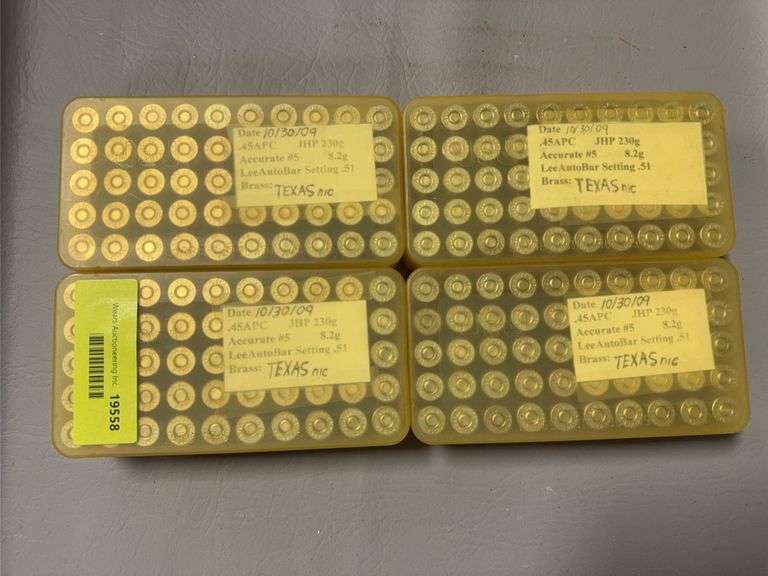 Date 10/30/09
.45APC JHP 230g
Accurate #5 8.2g
LeeAutoBar Setting .51
Brass: TEXAS nic
Date 10/30/09
.45APC JHP 230g
Accurate #5 8.2g
LeeAutoBar Setting .51
Brass: TEXAS nic
Wears Auctioneering Inc.
19558
Date 10/30/09
.45APC JHP 230g
Accurate #5 8.2g
LeeAutoBar Setting .51
Brass: TEXAS nic
Date 10/30/09
.45APC JHP 230g
Accurate #5 8.2g
LeeAutoBar Setting .51
Brass: TEXAS nic